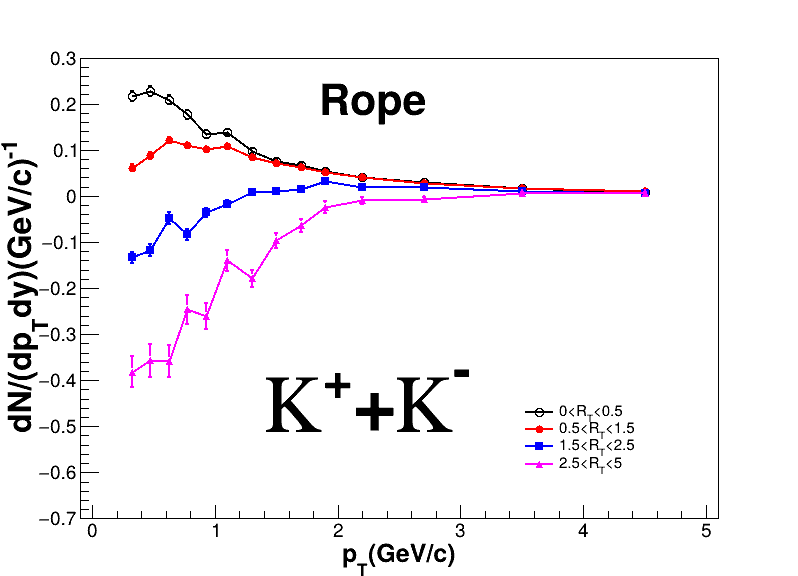 Rope
dN/(dp_T dy)(GeV/c)^-1
0.3
0.2
0.1
0
−0.1
−0.2
−0.3
−0.4
−0.5
−0.6
−0.7
K^+ + K^-
0<R_T<0.5
0.5<R_T<1.5
1.5<R_T<2.5
2.5<R_T<5
0 1 2 3 4 5
p_T(GeV/c)